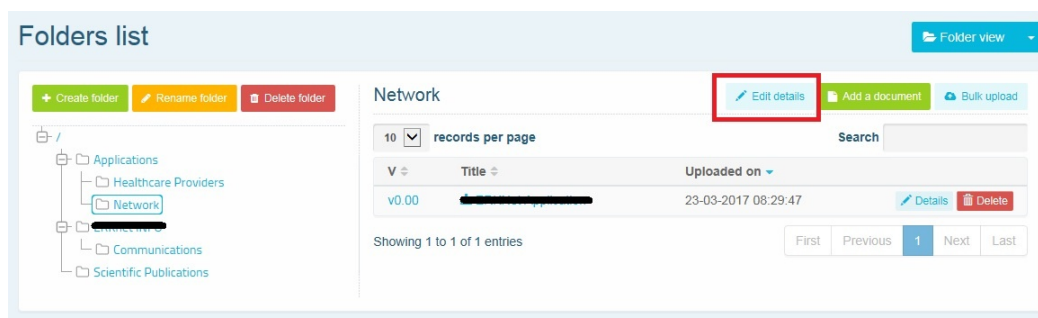 Folders list
Folder view
Create folder Rename folder Delete folder
Network
Edit details Add a document Bulk upload
/
Applications
Healthcare Providers
Network
Communications
Scientific Publications
10 records per page Search
V Title Uploaded on
v0.00 23-03-2017 08:29:47 Details Delete
Showing 1 to 1 of 1 entries First Previous 1 Next Last